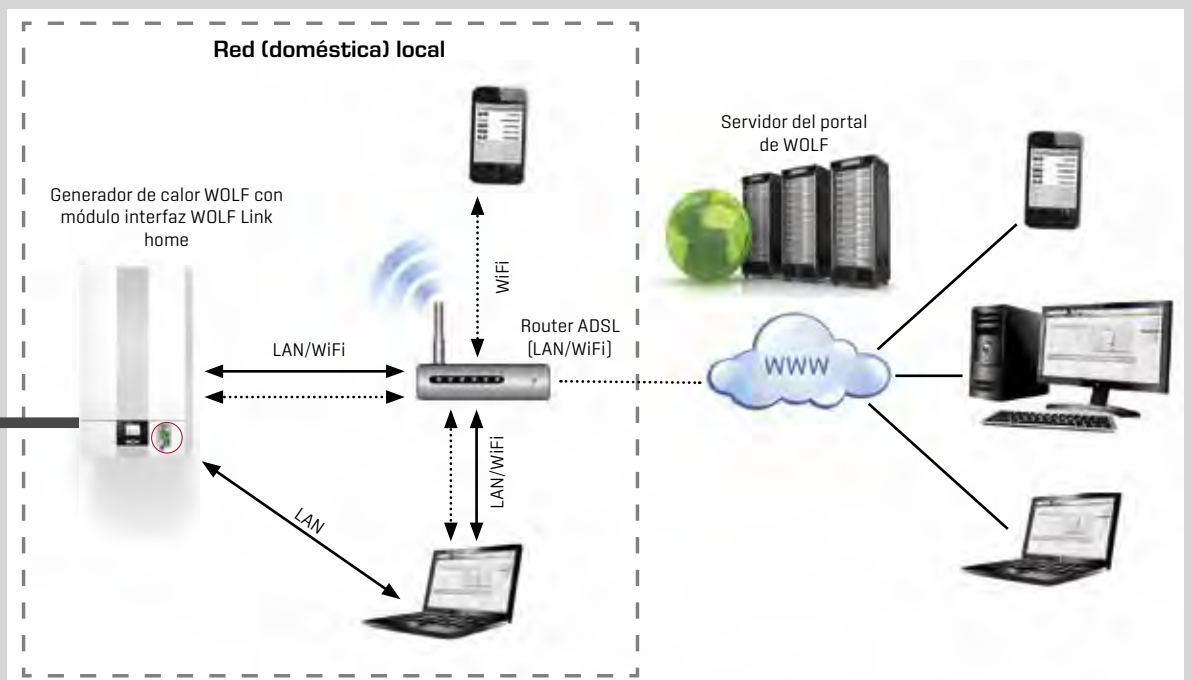 Red (doméstica) local
Generador de calor WOLF con
módulo interfaz WOLF Link
home
WiFi
LAN/WiFi
Router ADSL
(LAN/WiFi)
LAN/WiFi
LAN
Servidor del portal
de WOLF
WWW